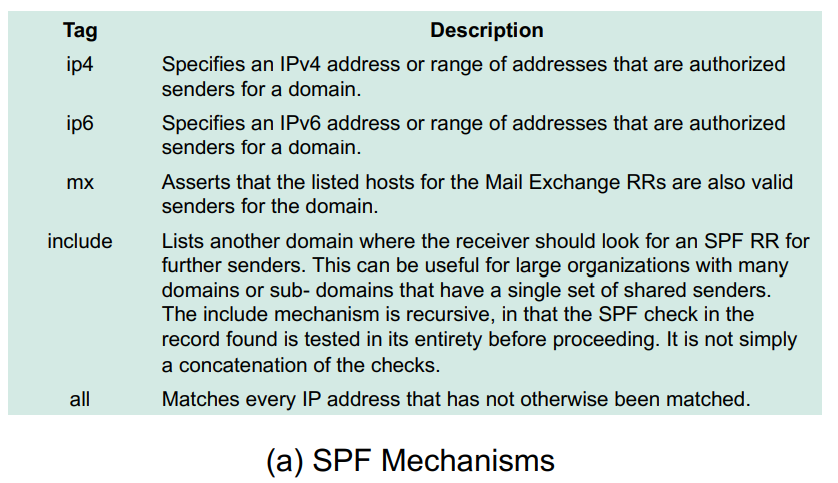 Tag Description
ip4 Specifies an IPv4 address or range of addresses that are authorized
senders for a domain.
ip6 Specifies an IPv6 address or range of addresses that are authorized
senders for a domain.
mx Asserts that the listed hosts for the Mail Exchange RRs are also valid
senders for the domain.
include Lists another domain where the receiver should look for an SPF RR for
further senders. This can be useful for large organizations with many
domains or sub- domains that have a single set of shared senders.
The include mechanism is recursive, in that the SPF check in the
record found is tested in its entirety before proceeding. It is not simply
a concatenation of the checks.
all Matches every IP address that has not otherwise been matched.
(a) SPF Mechanisms